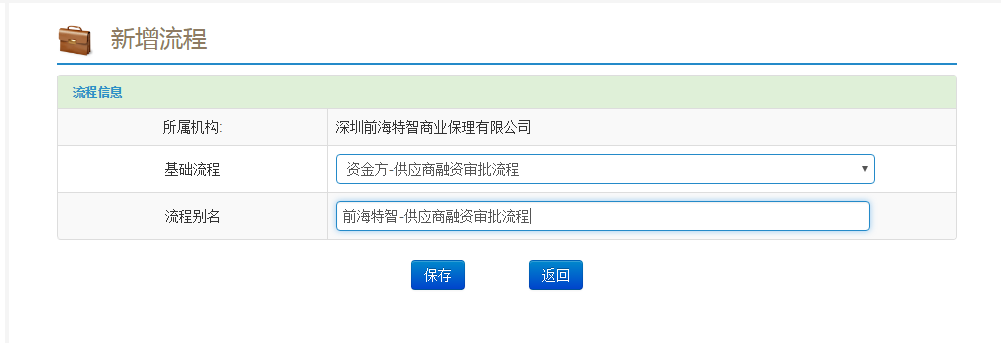 新增流程
流程信息
所属机构:
深圳前海特智商业保理有限公司
基础流程
资金方-供应商融资审批流程
流程别名
前海特智-供应商融资审批流程
保存
返回